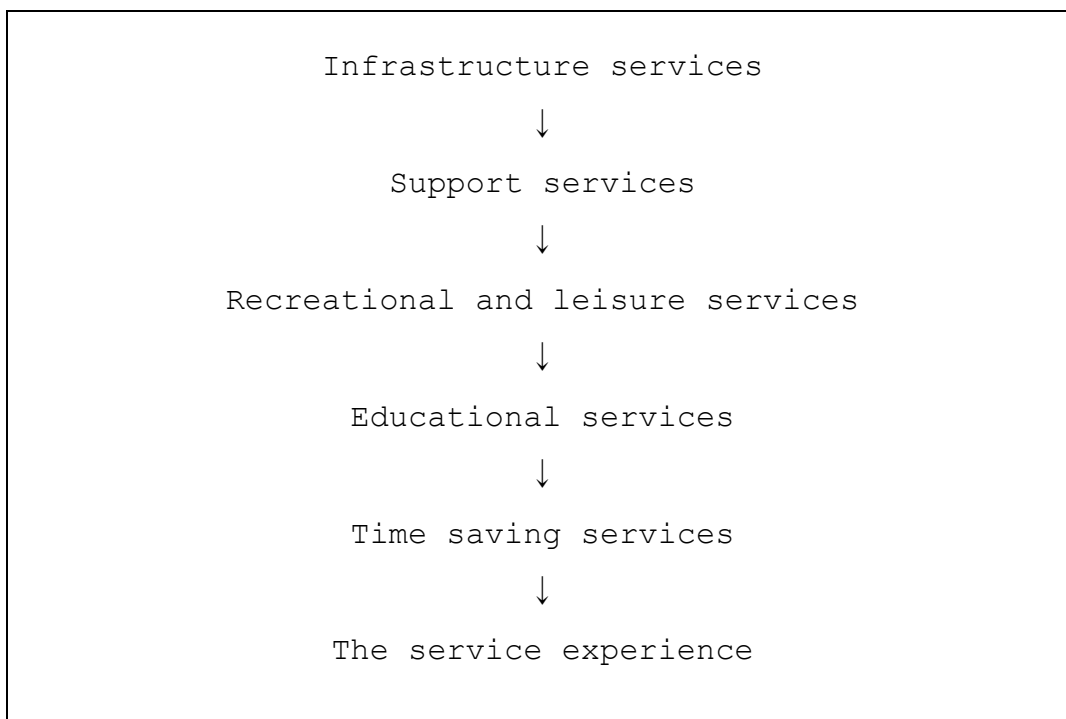 Infrastructure services
↓
Support services
↓
Recreational and leisure services
↓
Educational services
↓
Time saving services
↓
The service experience